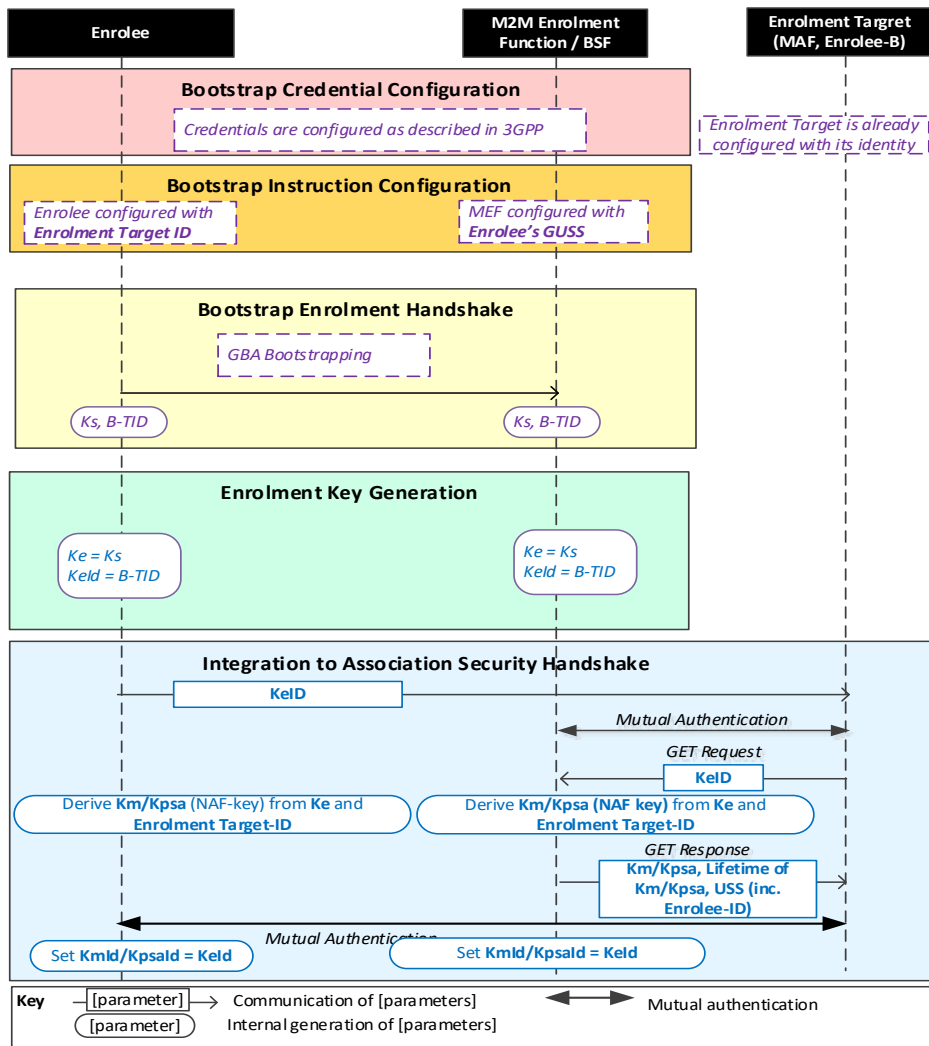 Enrolee
M2M Enrolment
Function / BSF
Enrolment Targret
(MAF, Enrolee-B)
Bootstrap Credential Configuration
Credentials are configured as described in 3GPP
Enrolment Target is already
configured with its identity
Bootstrap Instruction Configuration
Enrolee configured with
Enrolment Target ID
MEF configured with
Enrolee's GUSS
Bootstrap Enrolment Handshake
GBA Bootstrapping
Ks, B-TID
Ks, B-TID
Enrolment Key Generation
Ke = Ks
KeId = B-TID
Ke = Ks
KeId = B-TID
Integration to Association Security Handshake
KeID
Mutual Authentication
GET Request
KeID
Derive Km/Kpsa (NAF-key) from Ke and
Enrolment Target-ID
Derive Km/Kpsa (NAF key) from Ke and
Enrolment Target-ID
GET Response
Km/Kpsa, Lifetime of
Km/Kpsa, USS (inc.
Enrolee-ID)
Mutual Authentication
Set KmId/KpsaId = KeId
Set KmId/KpsaId = KeId
Key
[parameter]
Communication of [parameters]
Mutual authentication
[parameter]
Internal generation of [parameters]